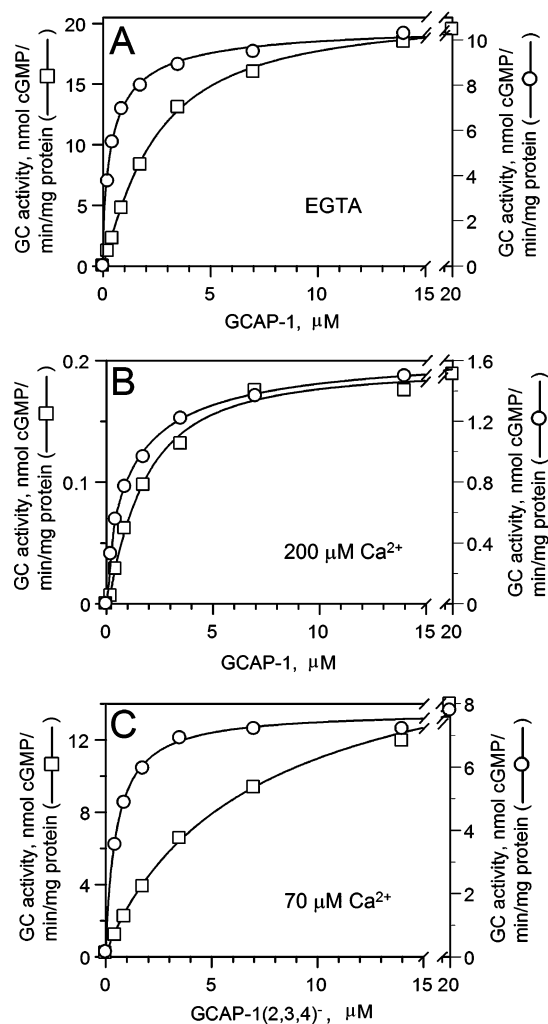 A
GC activity, nmol cGMP/
min/mg protein ( )
20
15
10
5
0
10
8
6
4
2
0
GC activity, nmol cGMP/
min/mg protein ( )
EGTA
0 5 10 15 20
GCAP-1, μM
B
GC activity, nmol cGMP/
min/mg protein ( )
0.2
0.1
0
1.6
1.2
0.8
0.4
0
GC activity, nmol cGMP/
min/mg protein ( )
200 μM Ca2+
0 5 10 15 20
GCAP-1, μM
C
GC activity, nmol cGMP/
min/mg protein ( )
12
8
4
0
8
6
4
2
0
GC activity, nmol cGMP/
min/mg protein ( )
70 μM Ca2+
0 5 10 15 20
GCAP-1(2,3,4)-, μM